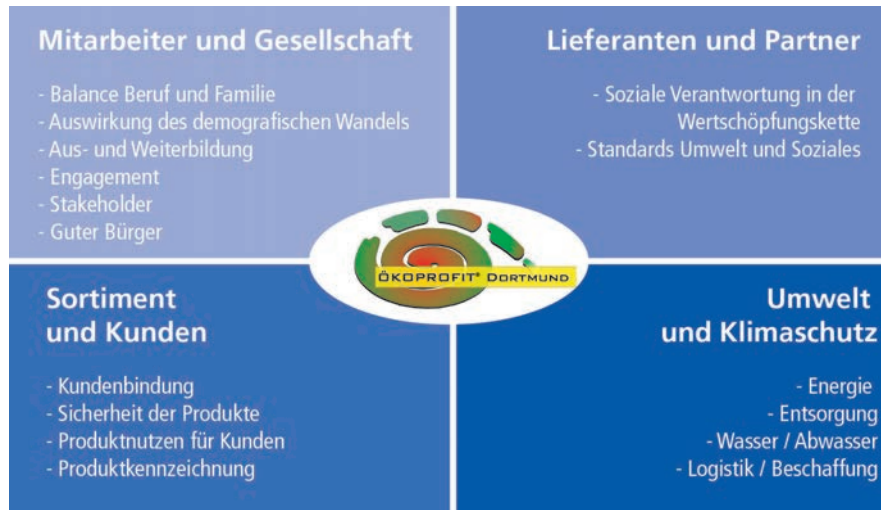 Mitarbeiter und Gesellschaft
- Balance Beruf und Familie
- Auswirkung des demografischen Wandels
- Aus- und Weiterbildung
- Engagement
- Stakeholder
- Guter Bürger
Lieferanten und Partner
- Soziale Verantwortung in der
Wertschöpfungskette
- Standards Umwelt und Soziales
ÖKOPROFIT® DORTMUND
Sortiment
und Kunden
- Kundenbindung
- Sicherheit der Produkte
- Produktnutzen für Kunden
- Produktkennzeichnung
Umwelt
und Klimaschutz
- Energie
- Entsorgung
- Wasser / Abwasser
- Logistik / Beschaffung